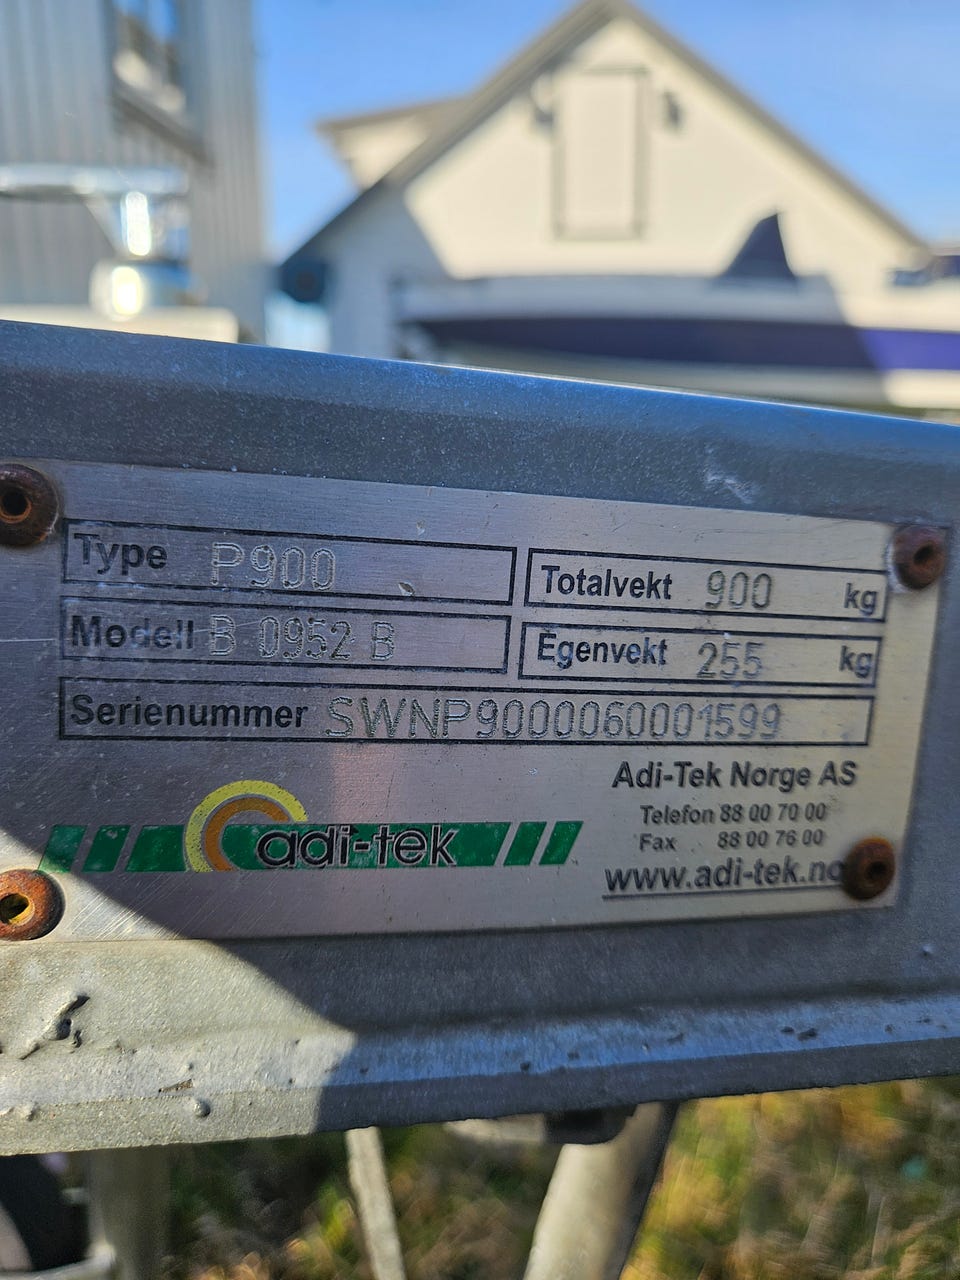 Type P900
Totalvekt 900 kg
Modell B 0952 B
Egenvekt 255 kg
Serienummer SWNP9000060001599
Adi-Tek Norge AS
Telefon 88 00 70 00
Fax 88 00 76 00
adi-tek
www.adi-tek.no